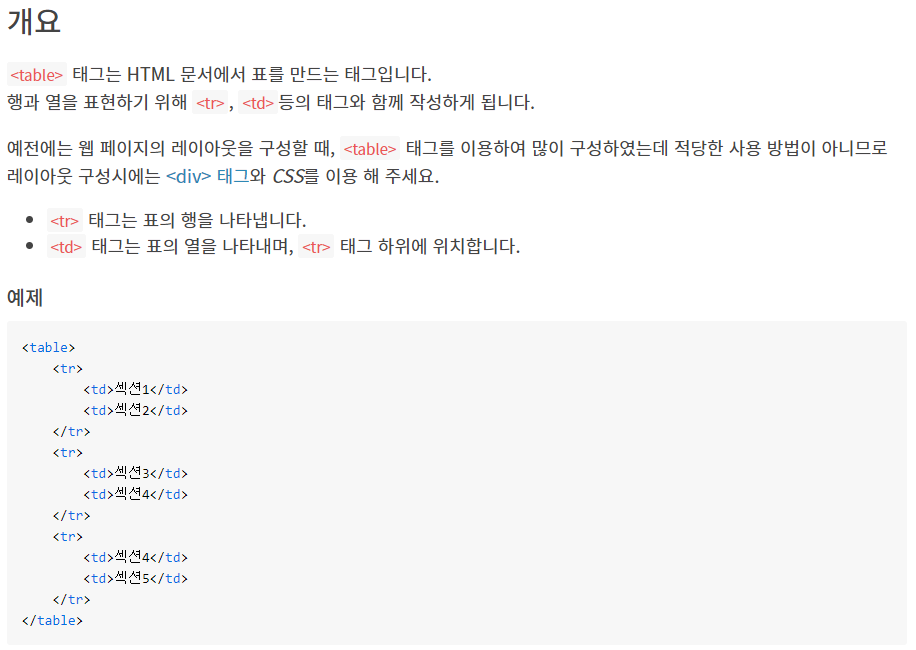 개요
<table> 태그는 HTML 문서에서 표를 만드는 태그입니다.
행과 열을 표현하기 위해 <tr> , <td> 등의 태그와 함께 작성하게 됩니다.
예전에는 웹 페이지의 레이아웃을 구성할 때, <table> 태그를 이용하여 많이 구성하였는데 적당한 사용 방법이 아니므로
레이아웃 구성시에는 <div> 태그와 CSS를 이용 해 주세요.
• <tr> 태그는 표의 행을 나타냅니다.
• <td> 태그는 표의 열을 나타내며, <tr> 태그 하위에 위치합니다.
예제
<table>
    <tr>
        <td>섹션1</td>
        <td>섹션2</td>
    </tr>
    <tr>
        <td>섹션3</td>
        <td>섹션4</td>
    </tr>
    <tr>
        <td>섹션4</td>
        <td>섹션5</td>
    </tr>
</table>